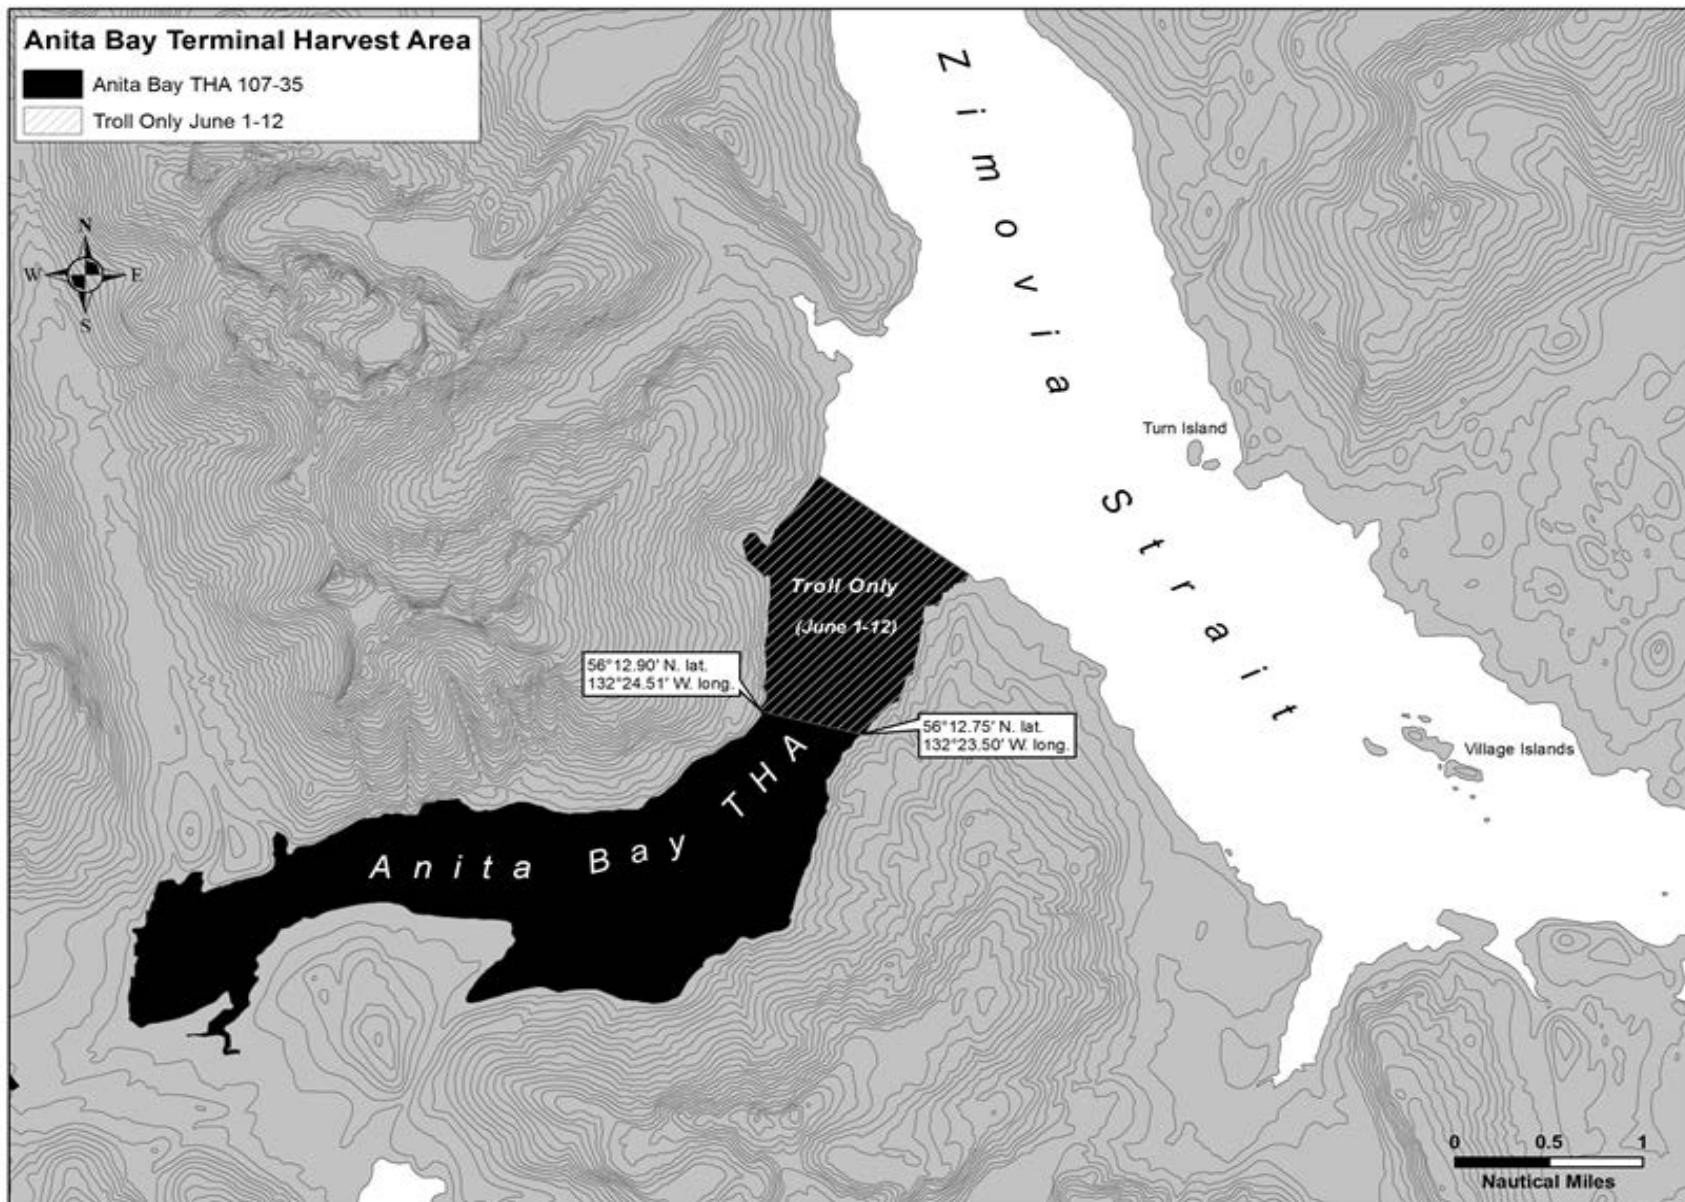 Anita Bay Terminal Harvest Area
Anita Bay THA 107-35
Troll Only June 1-12
N
W E
S
Zimovia Strait
Turn Island
Troll Only
(June 1-12)
56°12.90' N. lat.
132°24.51' W. long.
56°12.75' N. lat.
132°23.50' W. long.
Village Islands
Anita Bay THA
0 0.5 1
Nautical Miles